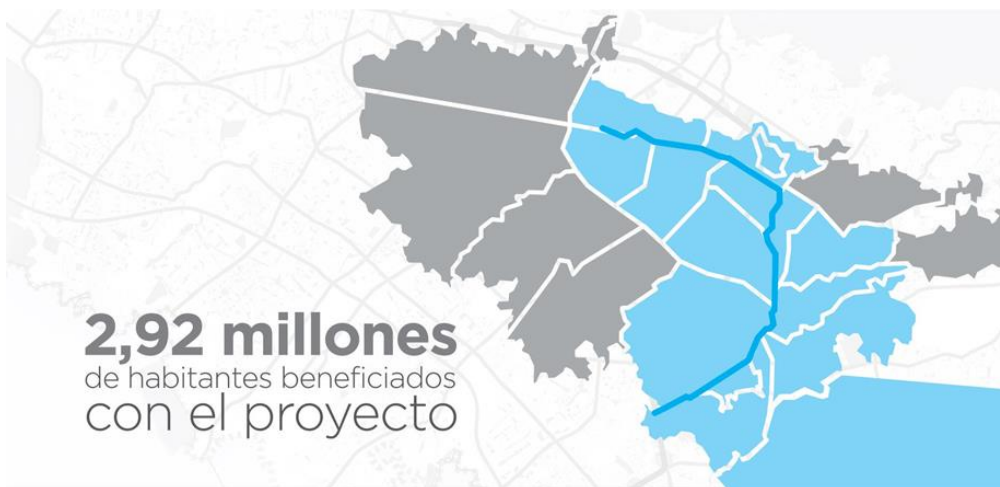 2,92 millones
de habitantes beneficiados
con el proyecto